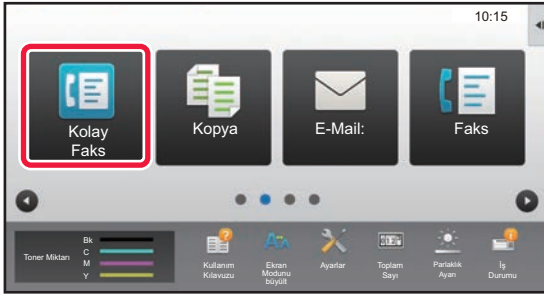 10:15
Kolay
Faks
Kopya
E-Mail:
Faks
Toner Miktarı
Bk
C
M
Y
Kullanım
Kılavuzu
Ekran
Modunu
büyült
Ayarlar
Toplam
Sayı
Parlaklık
Ayarı
İş
Durumu